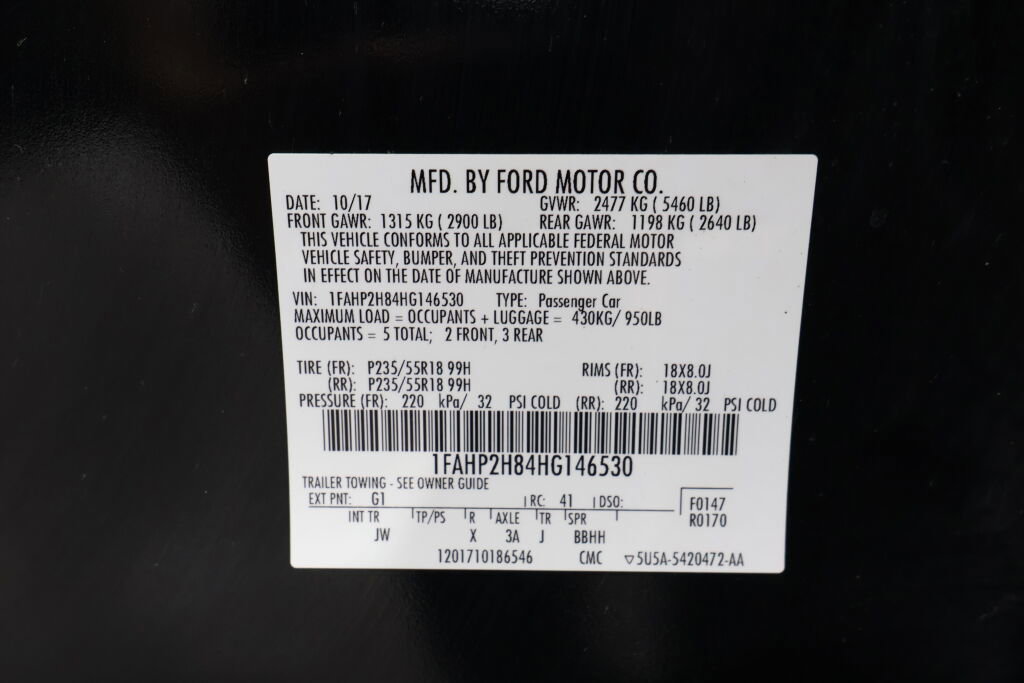 MFD. BY FORD MOTOR CO.
DATE: 10/17 GVWR: 2477 KG ( 5460 LB)
FRONT GAWR: 1315 KG ( 2900 LB) REAR GAWR: 1198 KG ( 2640 LB)
THIS VEHICLE CONFORMS TO ALL APPLICABLE FEDERAL MOTOR
VEHICLE SAFETY, BUMPER, AND THEFT PREVENTION STANDARDS
IN EFFECT ON THE DATE OF MANUFACTURE SHOWN ABOVE.
VIN: 1FAHP2H84HG146530 TYPE: Passenger Car
MAXIMUM LOAD = OCCUPANTS + LUGGAGE = 430KG/ 950LB
OCCUPANTS = 5 TOTAL; 2 FRONT, 3 REAR
TIRE (FR): P235/55R18 99H RIMS (FR): 18X8.0J
(RR): P235/55R18 99H (RR): 18X8.0J
PRESSURE (FR): 220 kPa/ 32 PSI COLD (RR): 220 kPa/ 32 PSI COLD
1FAHP2H84HG146530
TRAILER TOWING - SEE OWNER GUIDE
EXT PNT: G1 RC: 41 DSO: F0147
INT TR TP/PS R AXLE TR SPR R0170
JW X 3A J BBHH
1201710186546 CMC ▽5U5A-5420472-AA